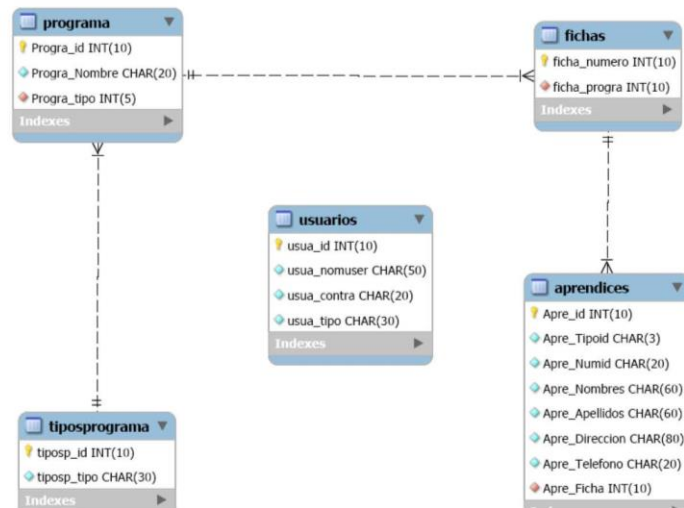 programa
Progra_id INT(10)
Progra_Nombre CHAR(20)
Progra_tipo INT(5)
Indexes
fichas
ficha_numero INT(10)
ficha_progra INT(10)
Indexes
usuarios
usua_id INT(10)
usua_nomuser CHAR(50)
usua_contra CHAR(20)
usua_tipo CHAR(30)
Indexes
tiposprograma
tiposp_id INT(10)
tiposp_tipo CHAR(30)
Indexes
aprendices
Apre_id INT(10)
Apre_Tipoid CHAR(3)
Apre_Numid CHAR(20)
Apre_Nombres CHAR(60)
Apre_Apellidos CHAR(60)
Apre_Direccion CHAR(80)
Apre_Telefono CHAR(20)
Apre_Ficha INT(10)